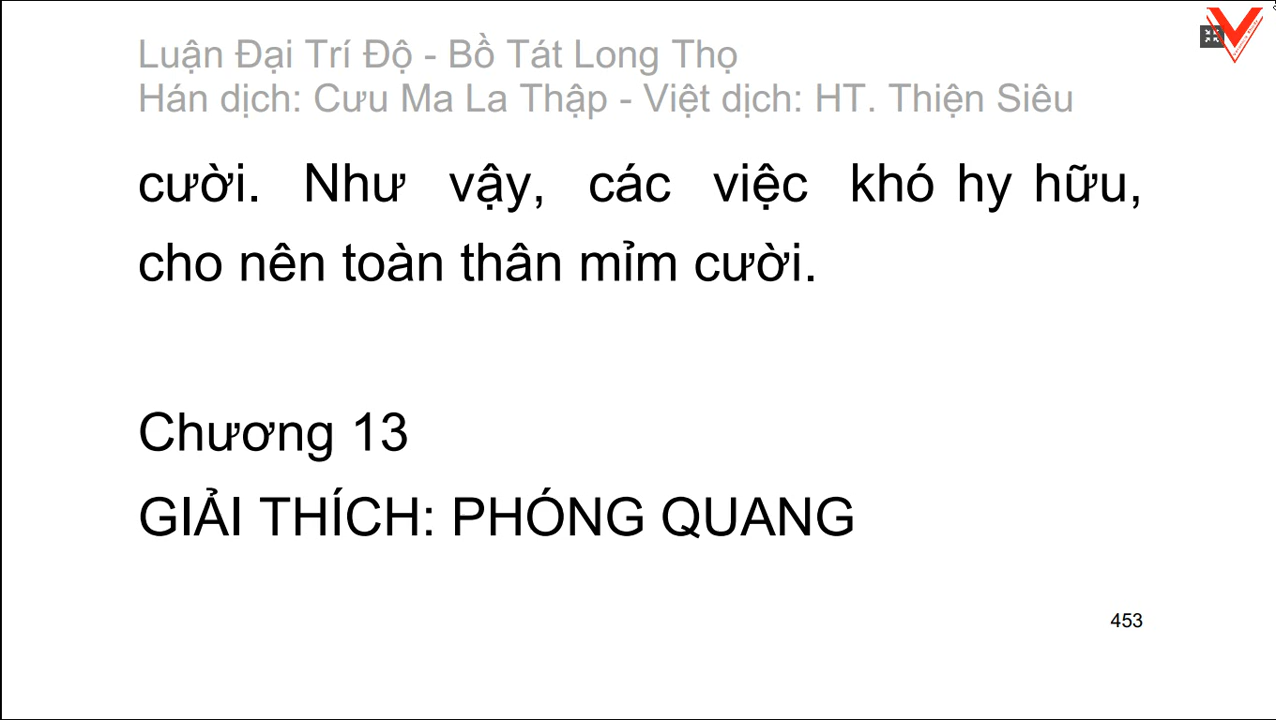 Luận Đại Trí Độ - Bồ Tát Long Thọ
Hán dịch: Cưu Ma La Thập - Việt dịch: HT. Thiện Siêu
cười. Như vậy, các việc khó hy hữu,
cho nên toàn thân mỉm cười.
Chương 13
GIẢI THÍCH: PHÓNG QUANG
453